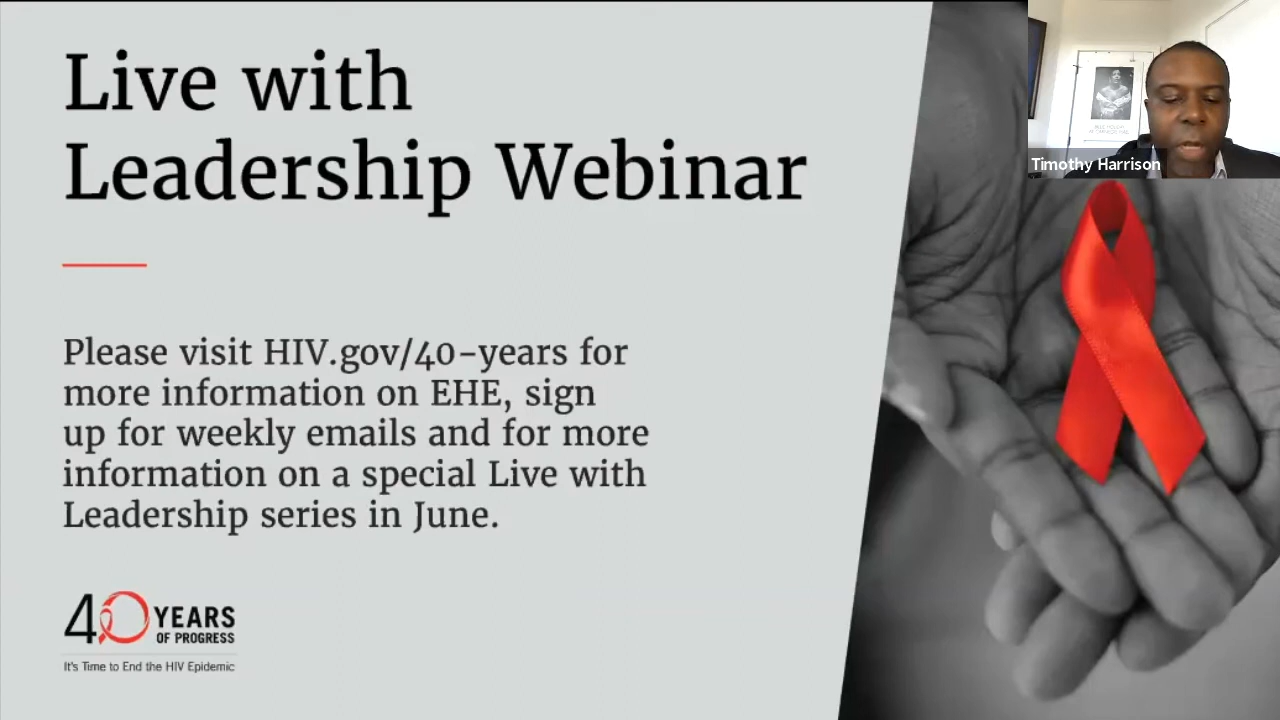 Live with
Leadership Webinar
Timothy Harrison
Please visit HIV.gov/40-years for
more information on EHE, sign
up for weekly emails and for more
information on a special Live with
Leadership series in June.
40 YEARS
OF PROGRESS
It's Time to End the HIV Epidemic